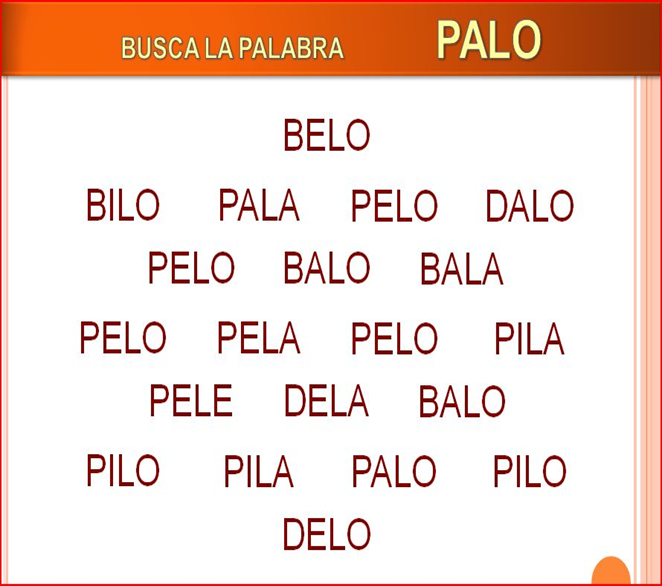 BUSCA LA PALABRA PALO
BELO
BILO PALA PELO DALO
PELO BALO BALA
PELO PELA PELO PILA
PELE DELA BALO
PILO PILA PALO PILO
DELO